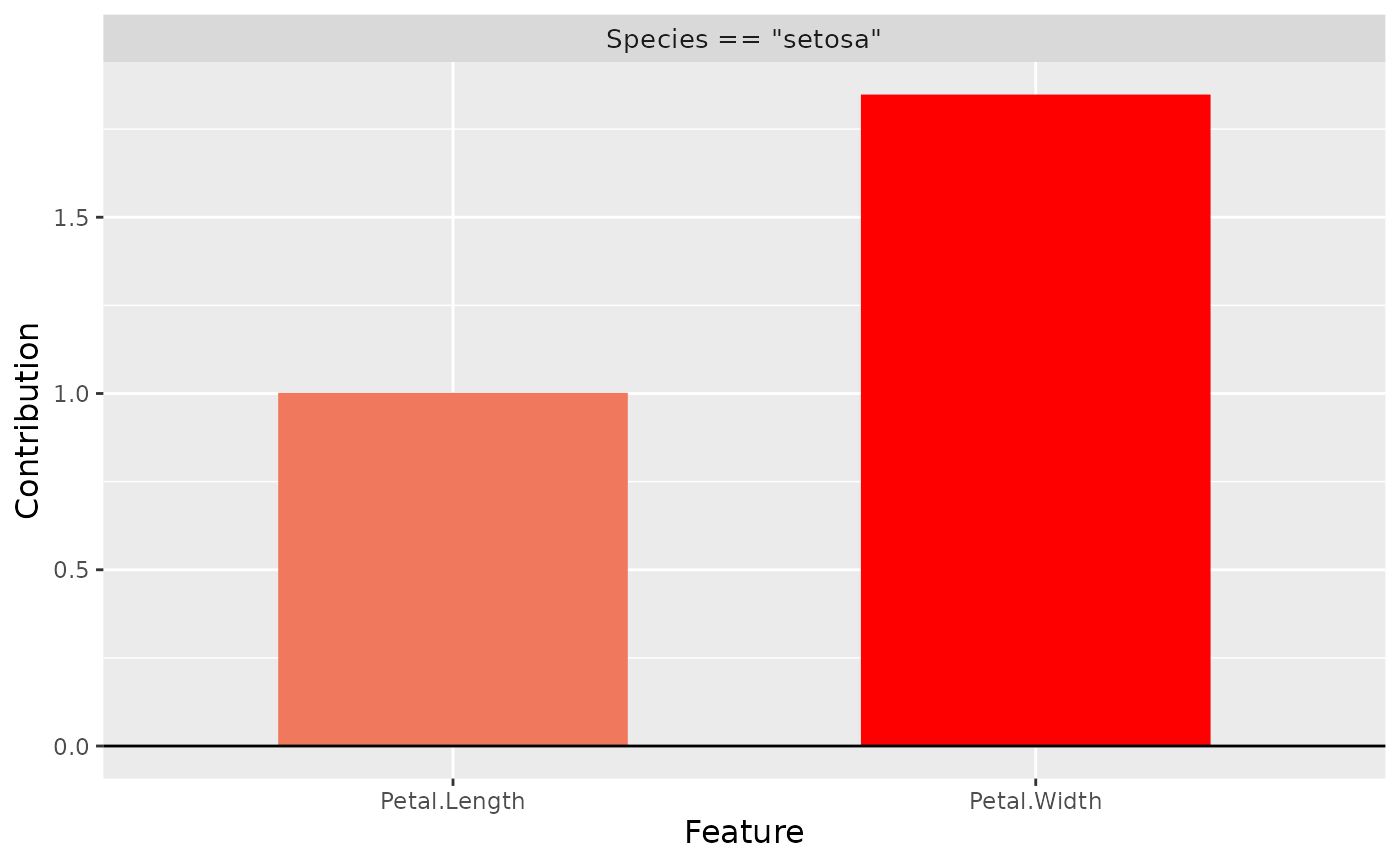 Species == "setosa"
Contribution
1.5
1.0
0.5
0.0
Petal.Length
Petal.Width
Feature